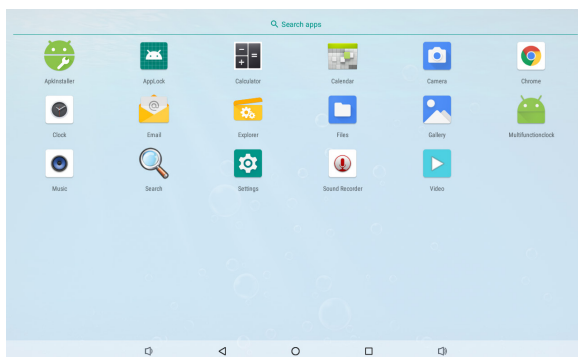 Search apps
ApkInstaller AppLock Calculator Calendar Camera Chrome
Clock Email Explorer Files Gallery Multifunctionclock
Music Search Settings Sound Recorder Video